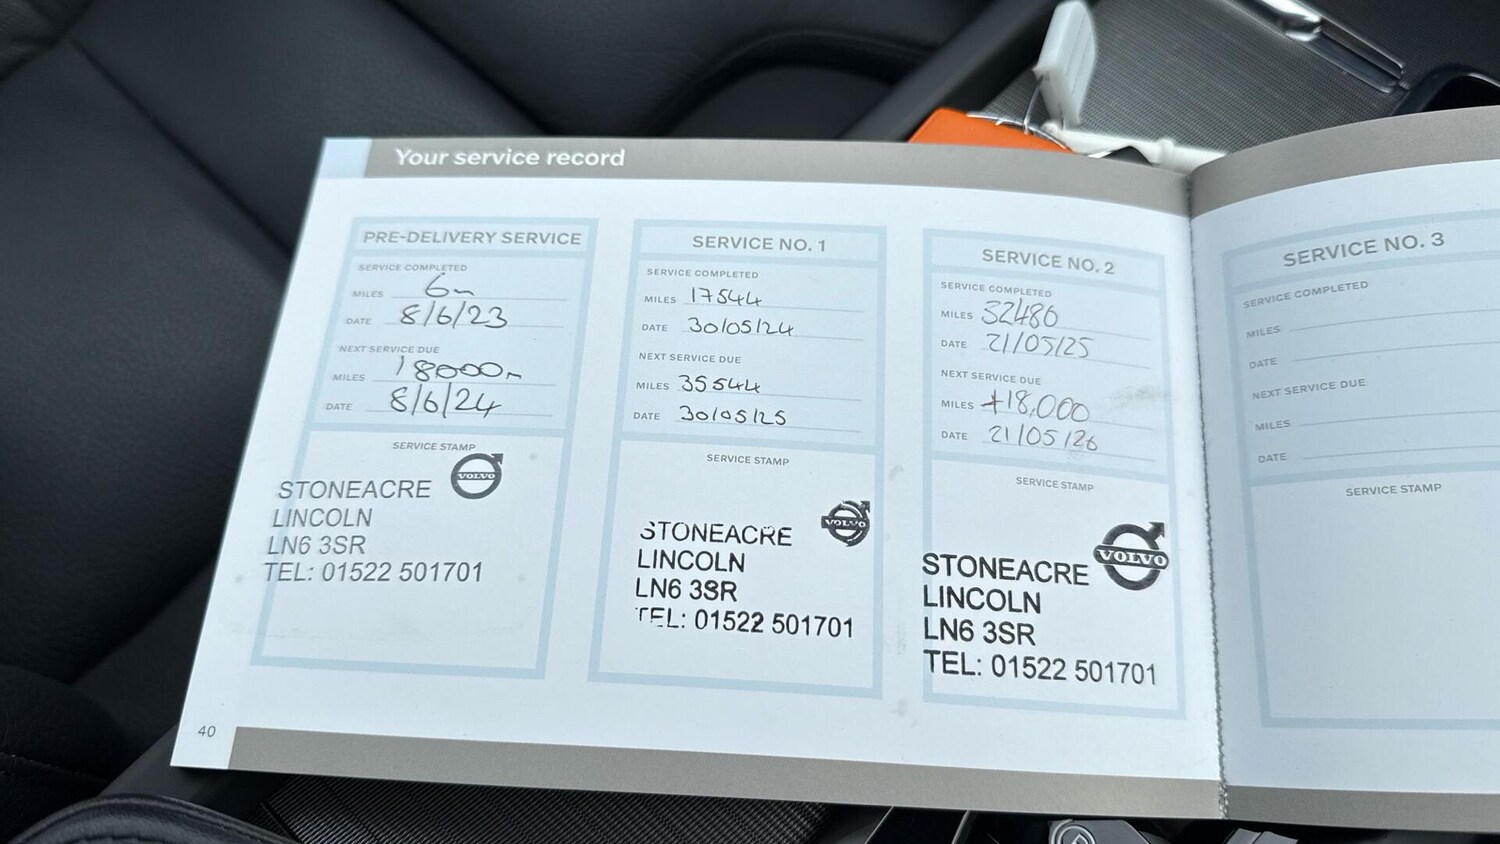 Your service record
PRE-DELIVERY SERVICE
SERVICE COMPLETED
MILES 6m
DATE 8/6/23
NEXT SERVICE DUE
MILES 18000m
DATE 8/6/24
SERVICE STAMP
VOLVO
STONEACRE
LINCOLN
LN6 3SR
TEL: 01522 501701
SERVICE NO. 1
SERVICE COMPLETED
MILES 17544
DATE 30/05/24
NEXT SERVICE DUE
MILES 35544
DATE 30/05/25
SERVICE STAMP
VOLVO
STONEACRE
LINCOLN
LN6 3SR
TEL: 01522 501701
SERVICE NO. 2
SERVICE COMPLETED
MILES 32486
DATE 21/05/25
NEXT SERVICE DUE
MILES +18,000
DATE 21/05/26
SERVICE STAMP
VOLVO
STONEACRE
LINCOLN
LN6 3SR
TEL: 01522 501701
40
SERVICE NO. 3
SERVICE COMPLETED
MILES
DATE
NEXT SERVICE DUE
MILES
DATE
SERVICE STAMP